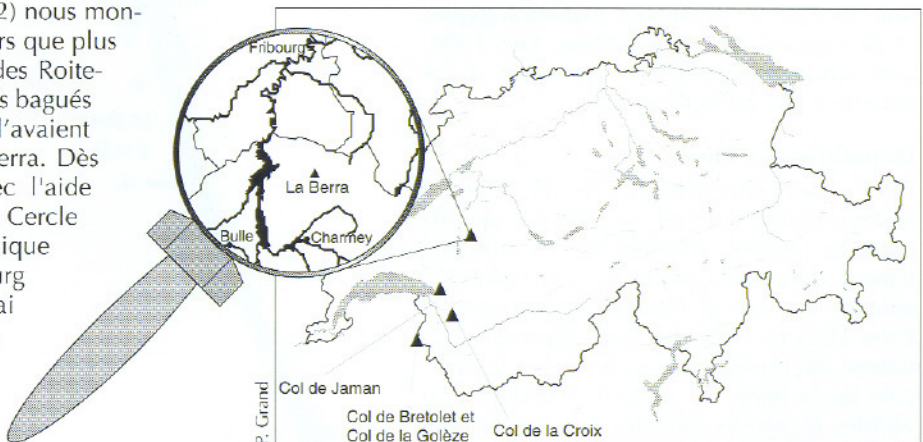 2) nous mon-
rs que plus
des Roite-
s bagués
l'avaient
erra. Dès
ec l'aide
Cercle
ique
urg
ai
Fribourg
La Berra
Bulle
Charmey
Col de Jaman
Col de Bretolet et
Col de la Golèze
Col de la Croix
P. Grand